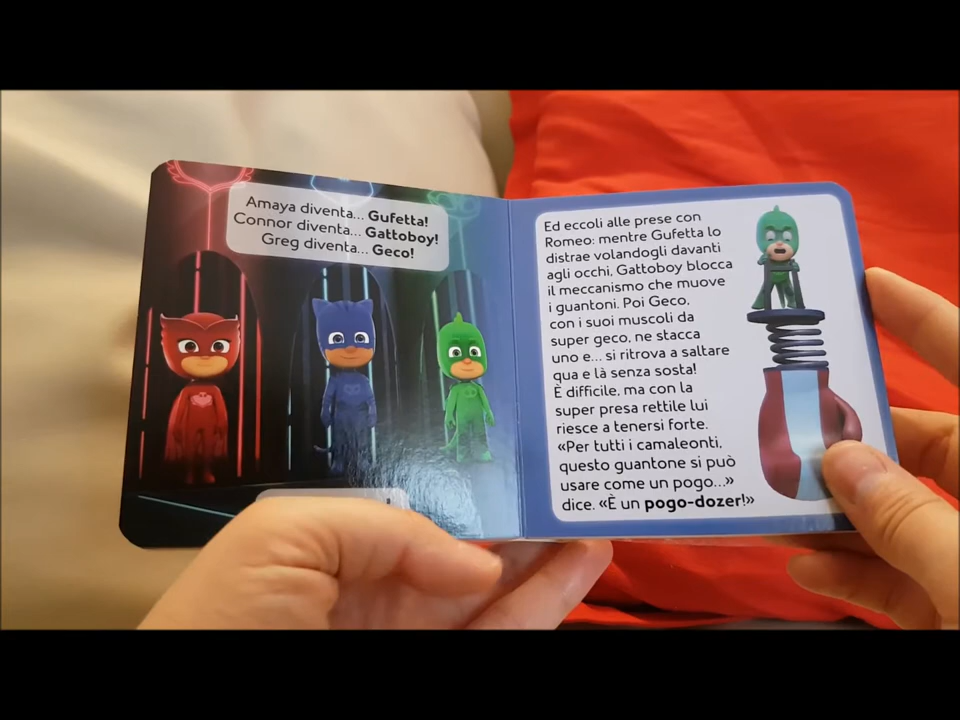 Amaya diventa... Gufetta!
Connor diventa... Gattoboy!
Greg diventa... Geco!
Ed eccoli alle prese con
Romeo: mentre Gufetta lo
distrae volandogli davanti
agli occhi, Gattoboy blocca
il meccanismo che muove
i guantoni. Poi Geco,
con i suoi muscoli da
super geco, ne stacca
uno e... si ritrova a saltare
qua e là senza sosta!
È difficile, ma con la
super presa rettile lui
riesce a tenersi forte.
«Per tutti i camaleonti,
questo guantone si può
usare come un pogo...»
dice. «È un pogo-dozer!»